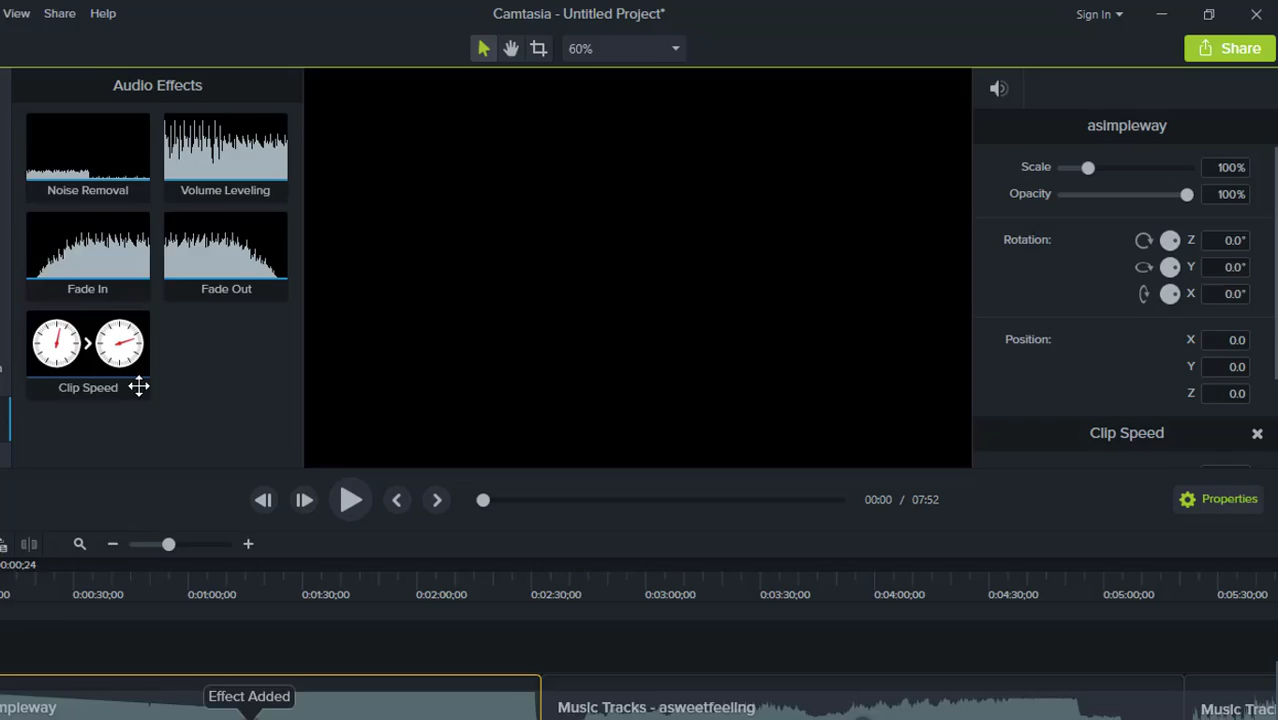 View Share Help Camtasia - Untitled Project* Sign In
60% Share
Audio Effects
asimpleway
Scale 100%
Noise Removal Volume Leveling
Opacity 100%
Rotation: Z 0.0°
Y 0.0°
Fade In Fade Out
X 0.0°
Position: X 0.0
Y 0.0
Clip Speed
Z 0.0
Clip Speed
00:00 / 07:52 Properties
0:00;24
0:00:30;00 0:01:00;00 0:01:30;00 0:02:00;00 0:02:30;00 0:03:00;00 0:03:30;00 0:04:00;00 0:04:30;00 0:05:00;00 0:05:30;00
Effect Added
mpleway Music Tracks - asweetfeeling Music Trac